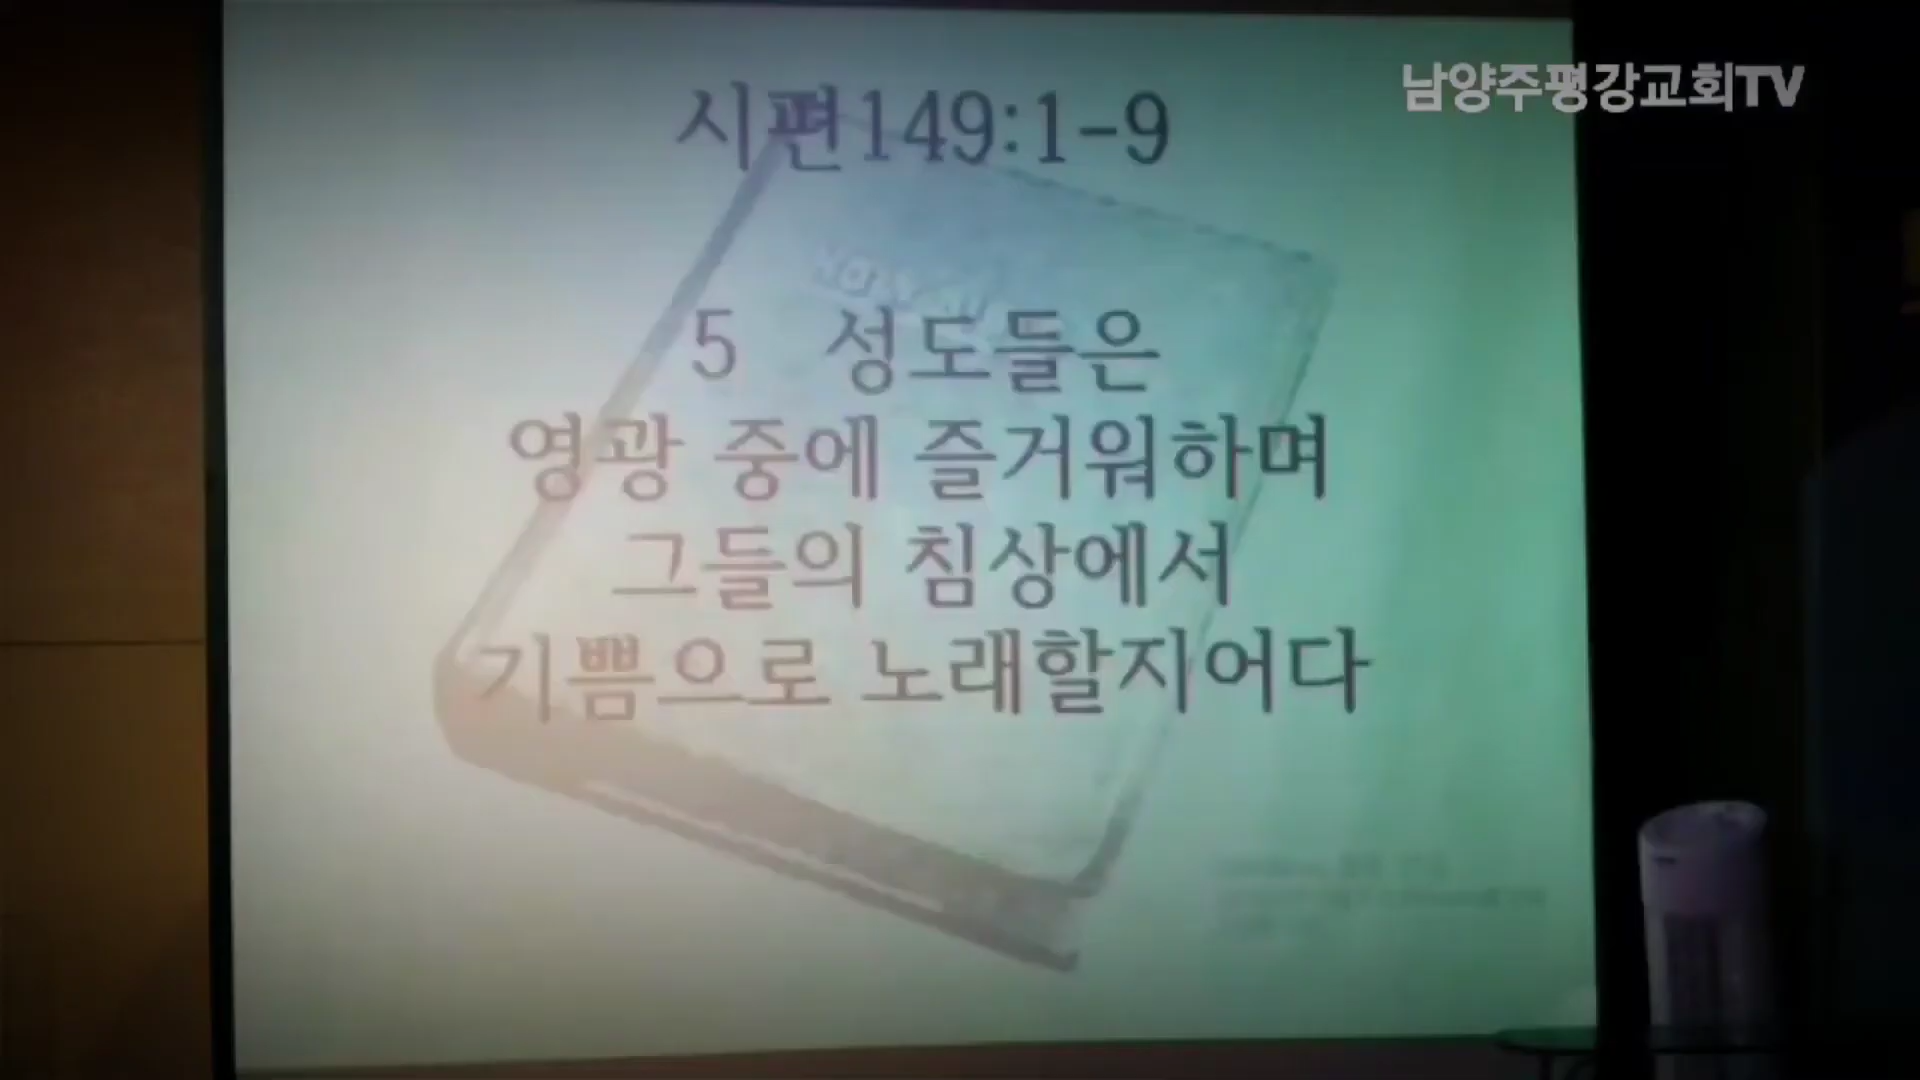 남양주평강교회TV
시편149:1-9
5 성도들은
영광 중에 즐거워하며
그들의 침상에서
기쁨으로 노래할지어다